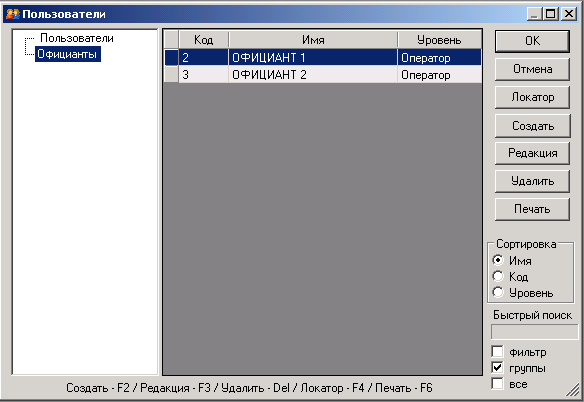 Пользователи
Пользователи
Официанты
Код Имя Уровень
2 ОФИЦИАНТ 1 Оператор
3 ОФИЦИАНТ 2 Оператор
OK
Отмена
Локатор
Создать
Редакция
Удалить
Печать
Сортировка
Имя
Код
Уровень
Быстрый поиск
фильтр
группы
все
Создать - F2 / Редакция - F3 / Удалить - Del / Локатор - F4 / Печать - F6